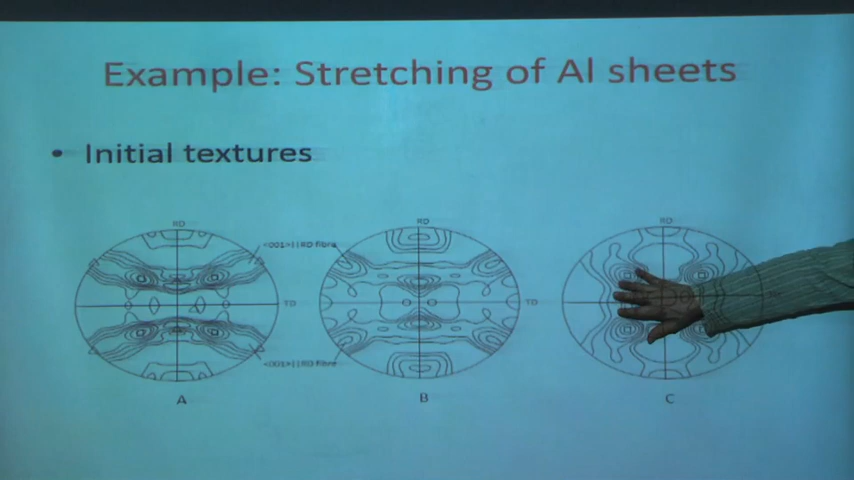 Example: Stretching of Al sheets
• Initial textures
RD
RD
RD
<001>||RD fibre
TD
TD
<001>||RD fibre
A
B
C